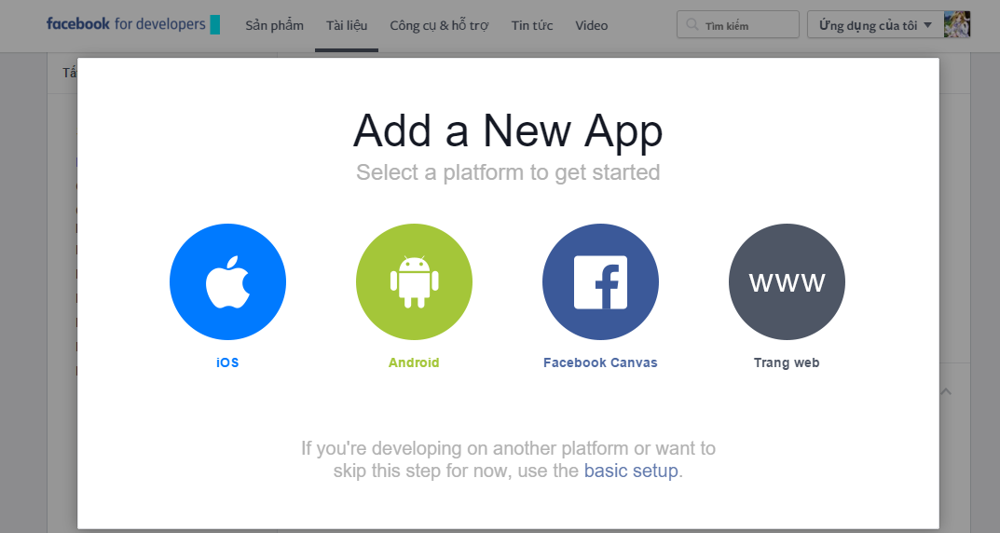 facebook for developers
Sản phẩm
Tài liệu
Công cụ & hỗ trợ
Tin tức
Video
Tìm kiếm
Ứng dụng của tôi
Add a New App
Select a platform to get started
www
iOS
Android
Facebook Canvas
Trang web
If you're developing on another platform or want to
skip this step for now, use the basic setup.